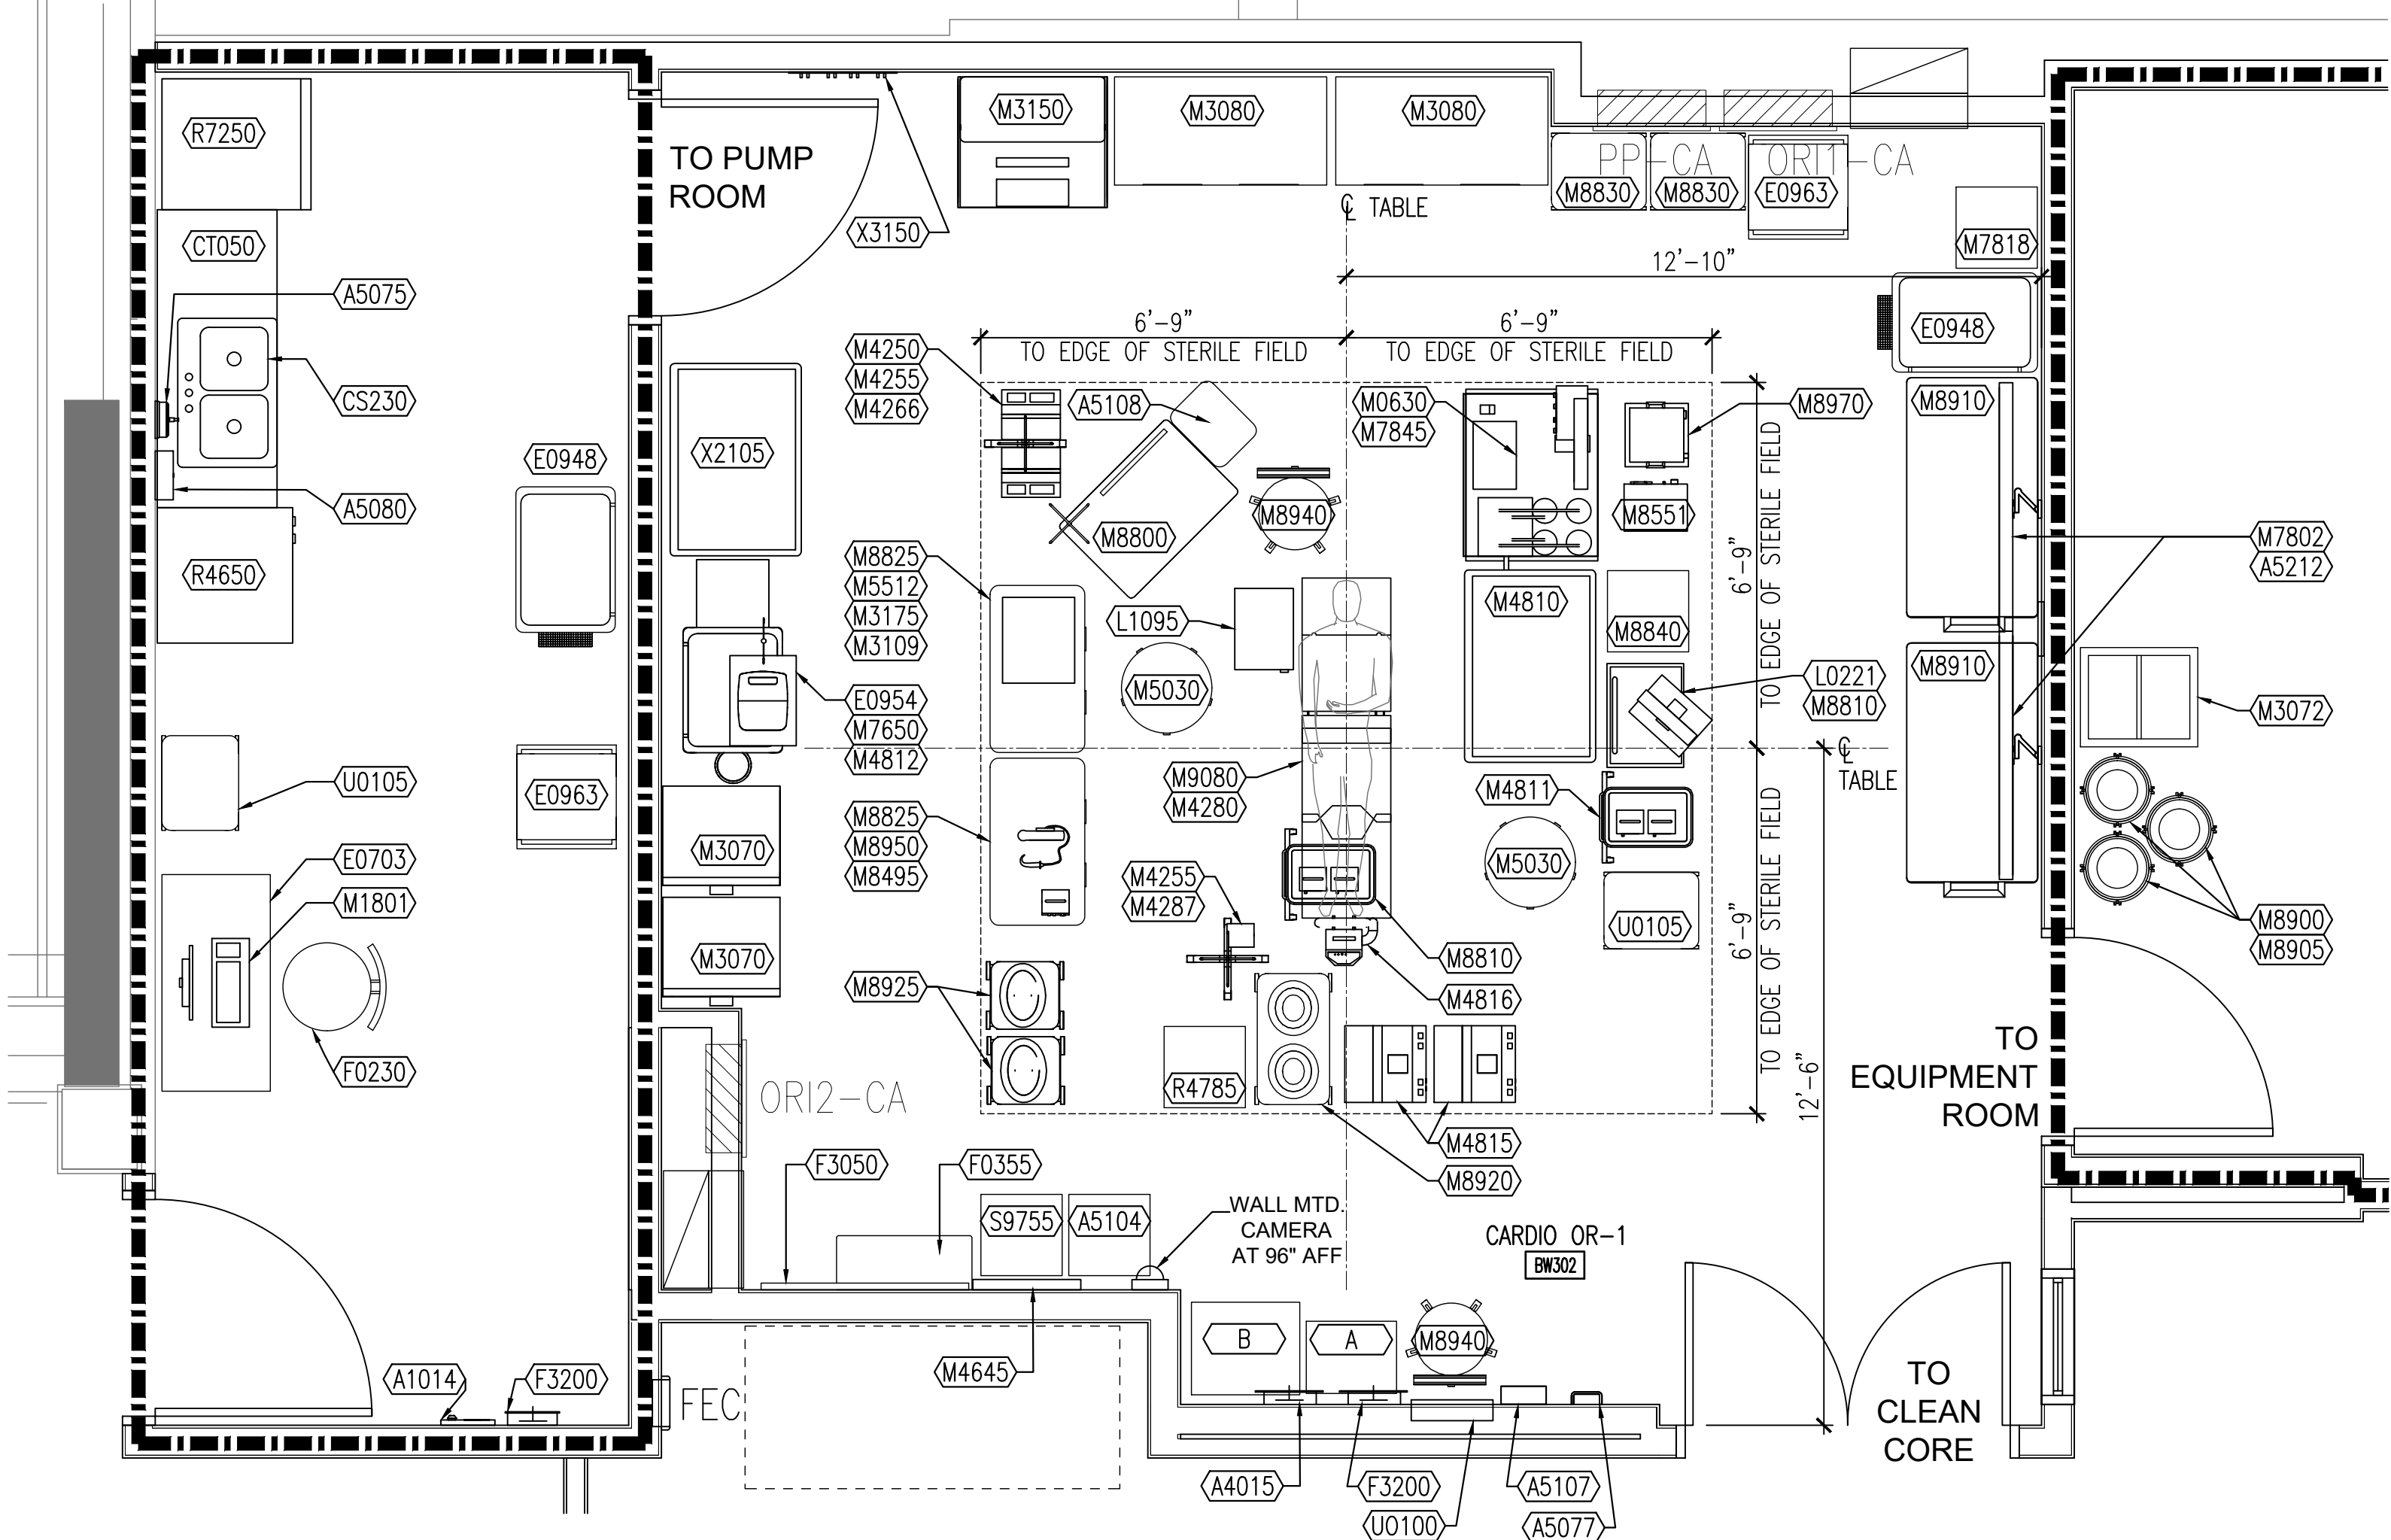 R7250
CT050
A5075
CS230
A5080
R4650
E0948
U0105
E0963
E0703
M1801
F0230
A1014
F3200
TO PUMP
ROOM
X3150
M3150
M3080
M3080
℄ TABLE
PP-CA
ORI1-CA
M8830
M8830
E0963
M7818
12'-10"
6'-9"
6'-9"
TO EDGE OF STERILE FIELD
TO EDGE OF STERILE FIELD
E0948
M4250
M4255
M4266
A5108
M0630
M7845
M8970
M8910
X2105
M8940
M8551
M8800
6'-9"
TO EDGE OF STERILE FIELD
M7802
A5212
M8825
M5512
M3175
M3109
L1095
M4810
M8840
M5030
L0221
M8810
M8910
M3072
E0954
M7650
M4812
M9080
M4280
℄
TABLE
M4811
M3070
M8825
M8950
M8495
M5030
M4255
M4287
U0105
6'-9"
TO EDGE OF STERILE FIELD
M8900
M8905
M3070
M8925
M8810
M4816
ORI2-CA
R4785
12'-6"
TO
EQUIPMENT
ROOM
M4815
M8920
F3050
F0355
S9755
A5104
WALL MTD.
CAMERA
AT 96" AFF
CARDIO OR-1
BW302
M4645
FEC
B
A
M8940
TO
CLEAN
CORE
A4015
F3200
U0100
A5107
A5077